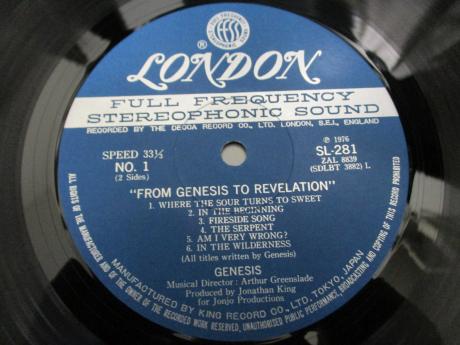 FULL FREQUENCY STEREOPHONIC SOUND
®
LONDON
FULL FREQUENCY
STEREOPHONIC SOUND
RECORDED BY THE DECCA RECORD CO., LTD. LONDON, S.E.I., ENGLAND
SPEED 33⅓
NO. 1
(2 Sides)
℗ 1976
SL-281
ZAL 8839
(SDLBT 3882) L
"FROM GENESIS TO REVELATION"
1. WHERE THE SOUR TURNS TO SWEET
2. IN THE BEGINNING
3. FIRESIDE SONG
4. THE SERPENT
5. AM I VERY WRONG?
6. IN THE WILDERNESS
(All titles written by Genesis)
GENESIS
Musical Director : Arthur Greenslade
Produced by Jonathan King
for Jonjo Productions
MANUFACTURED BY KING RECORD CO., LTD. TOKYO, JAPAN
ALL RIGHTS OF THE MANUFACTURER AND OF THE OWNER OF THE RECORDED WORK RESERVED, UNAUTHORISED PUBLIC PERFORMANCE, BROADCASTING AND COPYING OF THIS RECORD PROHIBITED